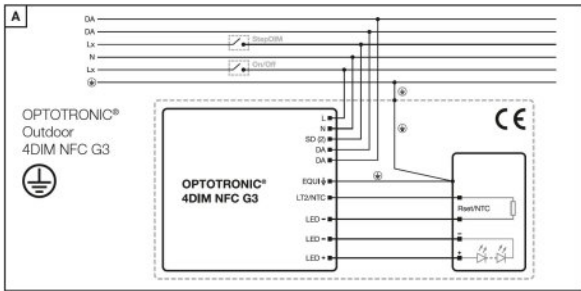 A
DA
DA
Lx StepDIM
N
Lx On/Off
OPTOTRONIC®
Outdoor
4DIM NFC G3
CE
L
N
SD (2)
DA
DA
OPTOTRONIC®
4DIM NFC G3
EQUI
LT2/NTC
LED –
LED –
LED +
Rset/NTC
–
+